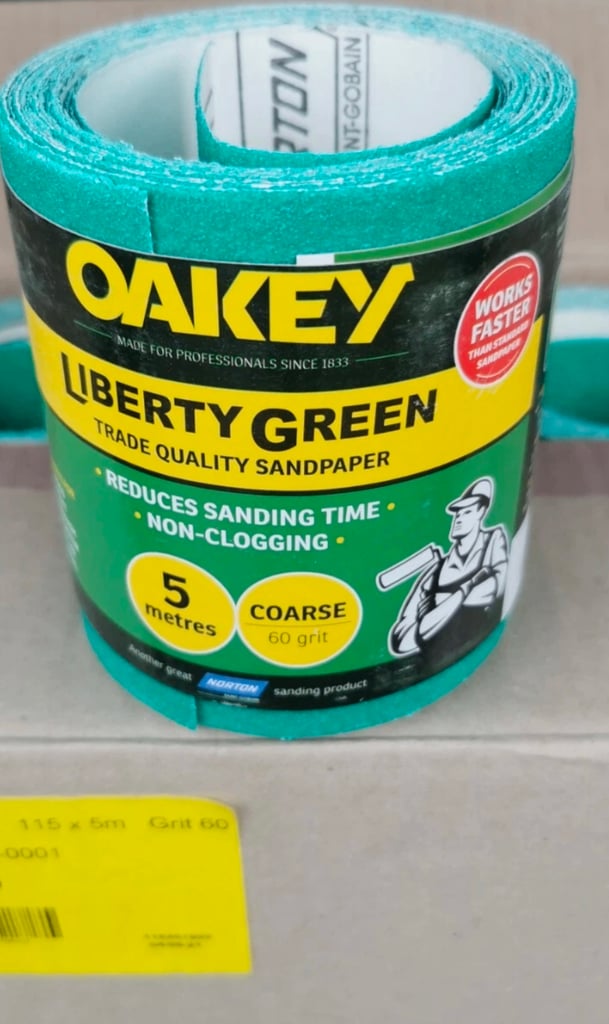 RTON
NT-GOBAIN
OAKEY
MADE FOR PROFESSIONALS SINCE 1833
WORKS
FASTER
THAN STANDARD
SANDPAPER
LIBERTY GREEN
TRADE QUALITY SANDPAPER
• REDUCES SANDING TIME •
• NON-CLOGGING •
5
metres
COARSE
60 grit
Another great NORTON sanding product
115 x 5m Grit 60
-0001